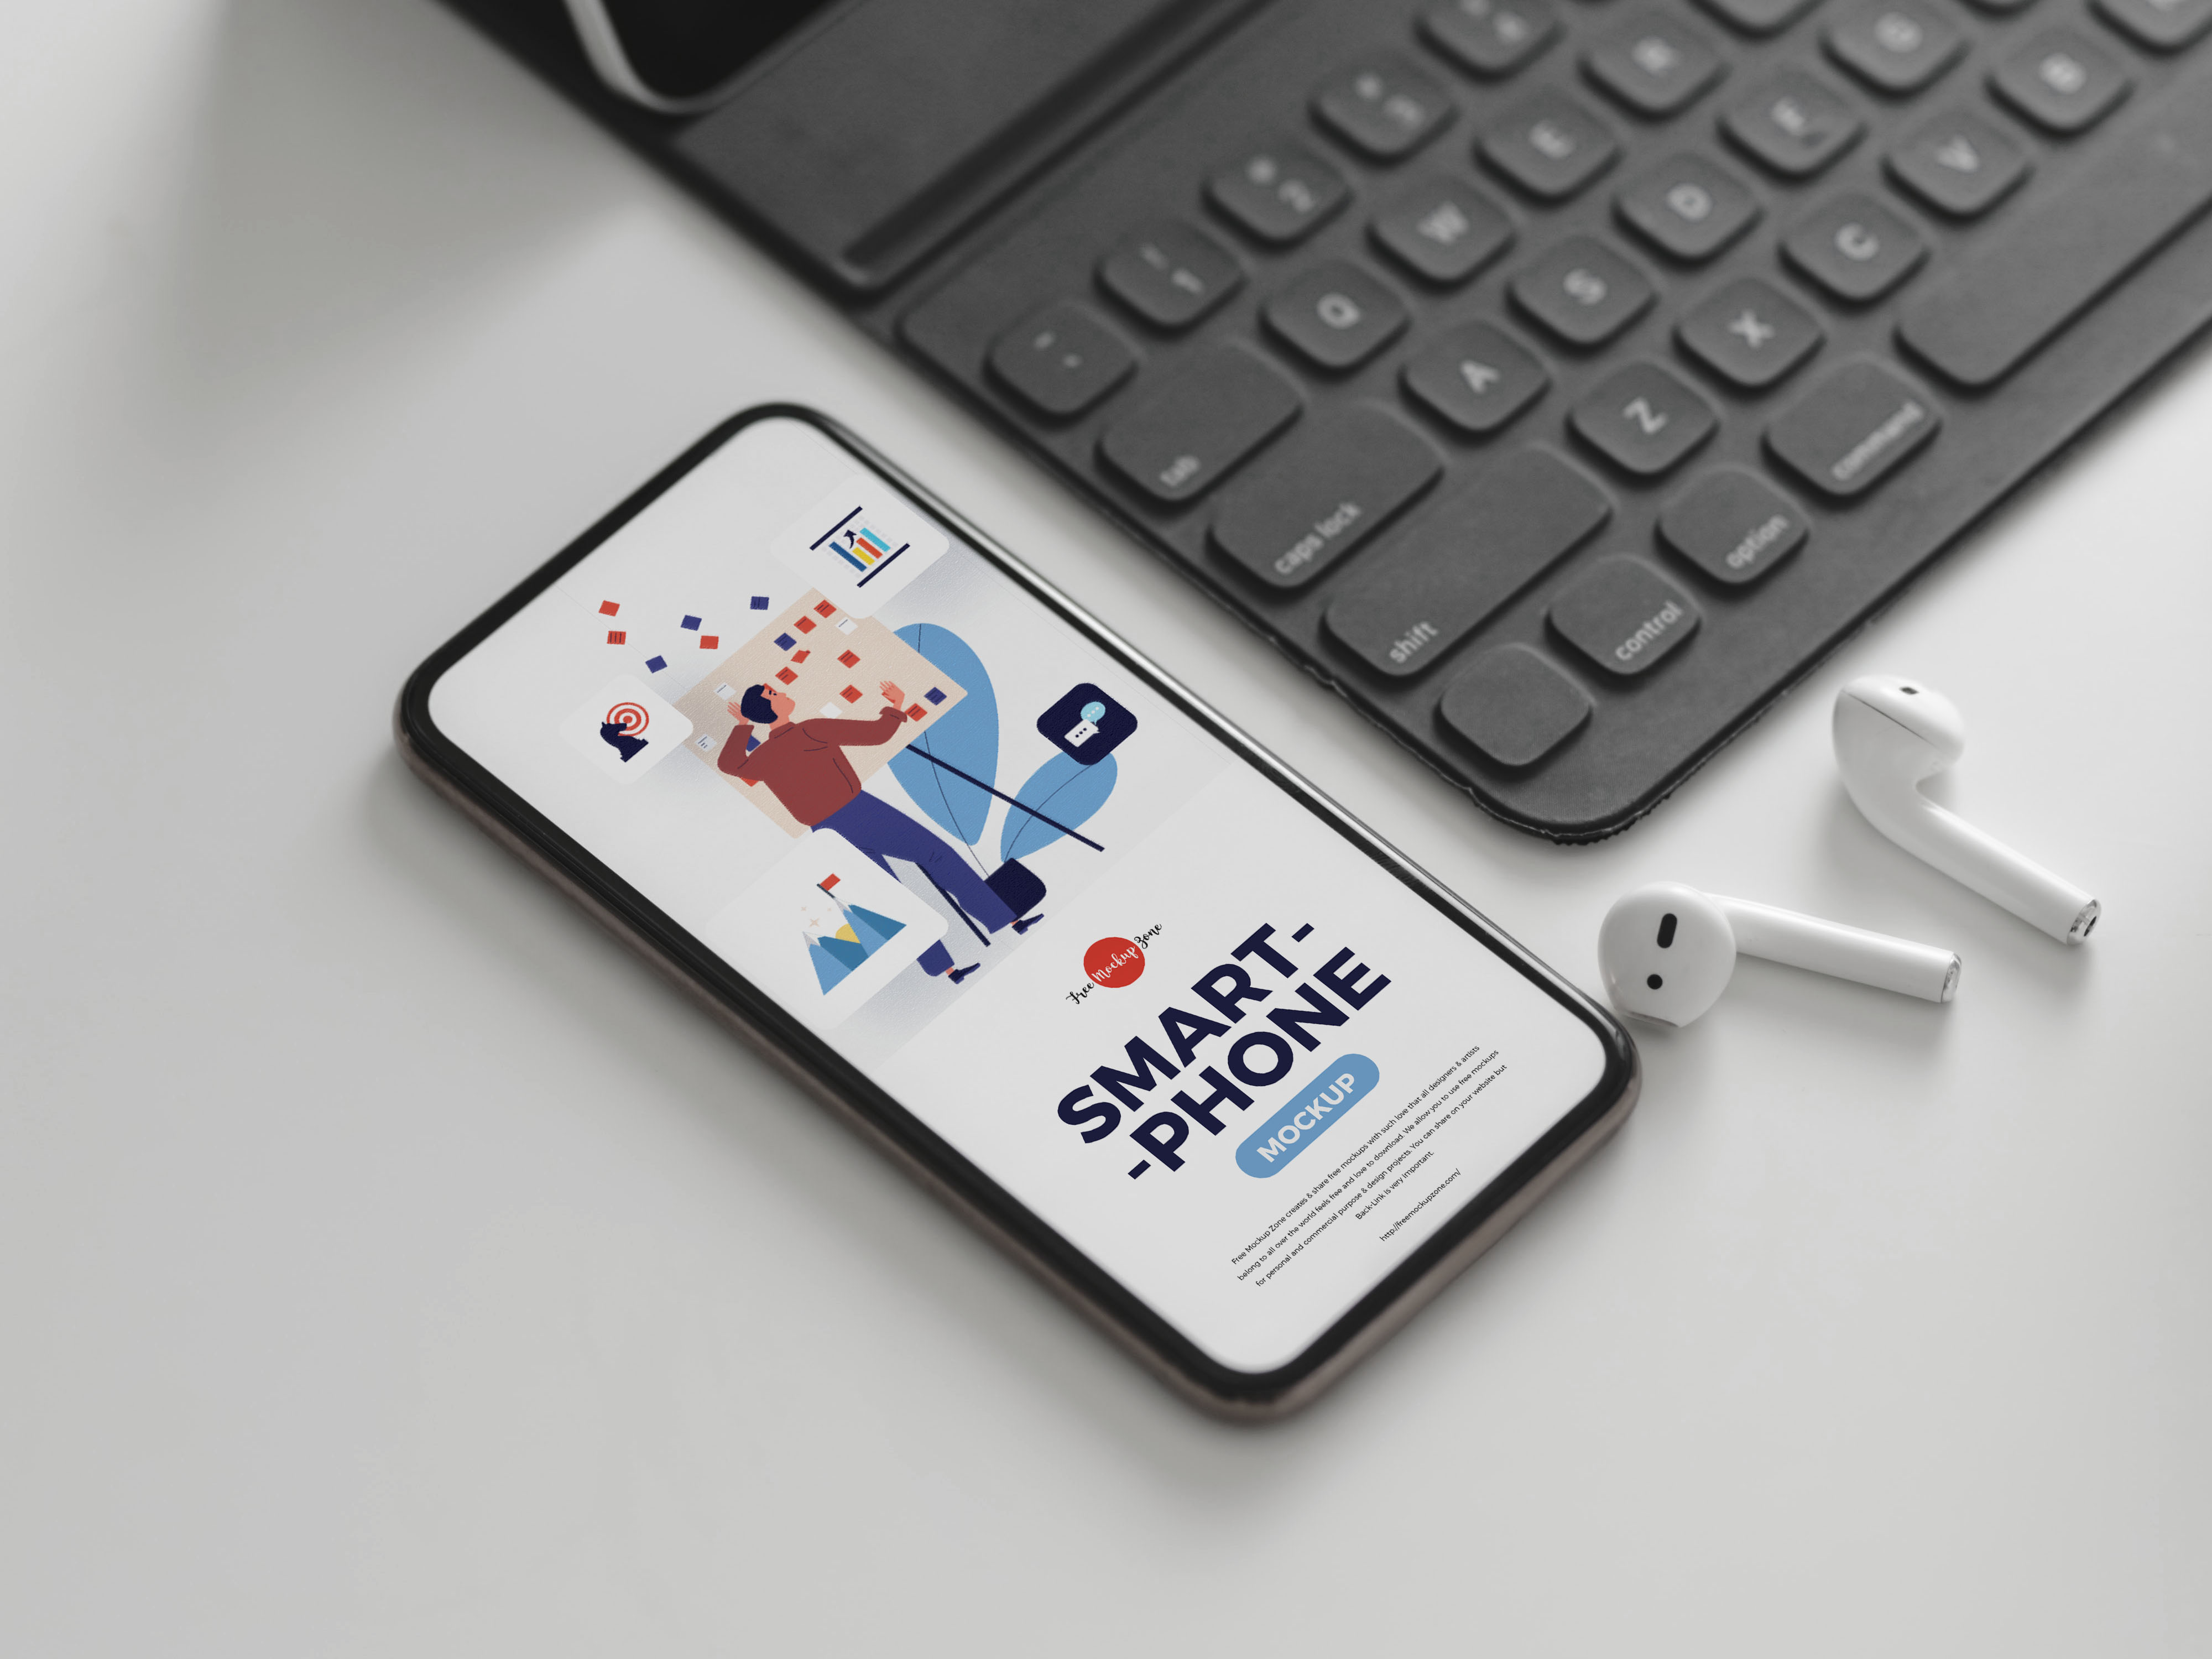 Free Mockup Zone
SMART-
-PHONE
MOCKUP
Free Mockup Zone creates & share free mockups with such love that all designers & artists
belong to all over the world feels free and love to download. We allow you to use free mockups
for personal and commercial purpose & design projects. You can share on your website but
Back-Link is very important.
http://freemockupzone.com/
2
1
Q
W
E
R
tab
A
S
D
F
caps lock
Z
X
C
V
B
shift
control
option
command